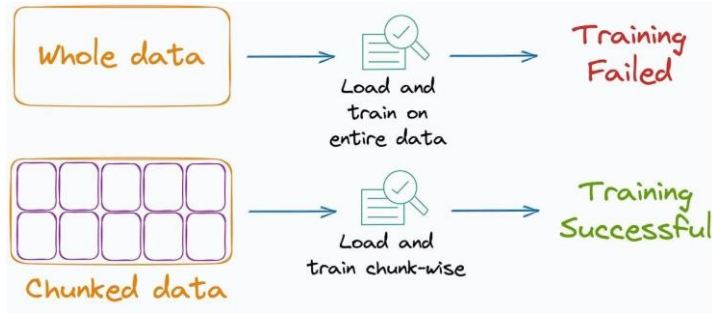 Whole data
Load and
train on
entire data
Training
Failed
Chunked data
Load and
train chunk-wise
Training
Successful